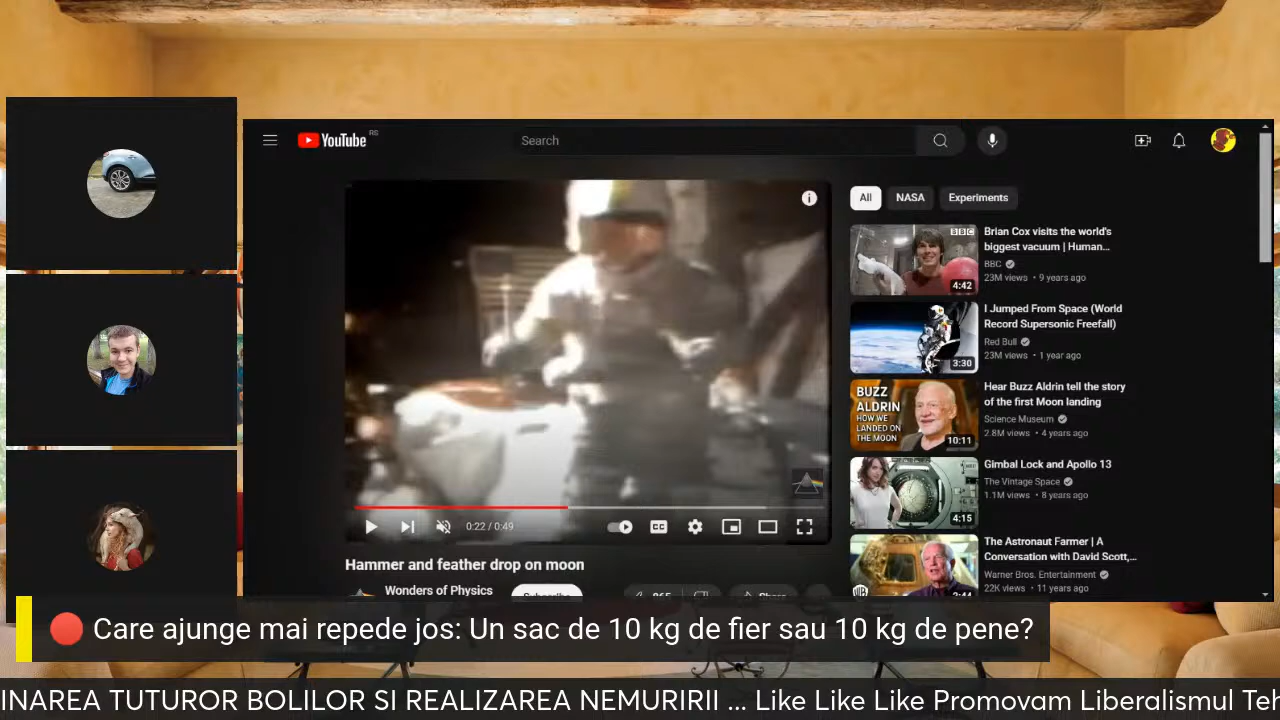 YouTube RS
Search
All
NASA
Experiments
BBC
4:42
Brian Cox visits the world's
biggest vacuum | Human...
BBC
23M views • 9 years ago
3:30
I Jumped From Space (World
Record Supersonic Freefall)
Red Bull
23M views • 1 year ago
BUZZ
ALDRIN
HOW WE
LANDED ON
THE MOON
10:11
Hear Buzz Aldrin tell the story
of the first Moon landing
Science Museum
2.8M views • 4 years ago
4:15
Gimbal Lock and Apollo 13
The Vintage Space
1.1M views • 8 years ago
The Astronaut Farmer | A
Conversation with David Scott,...
Warner Bros. Entertainment
22K views • 11 years ago
0:22 / 0:49
CC
Hammer and feather drop on moon
Wonders of Physics
Subscribe
865
Share
Care ajunge mai repede jos: Un sac de 10 kg de fier sau 10 kg de pene?
INAREA TUTUROR BOLILOR SI REALIZAREA NEMURIRII ... Like Like Like Promovam Liberalismul Teh